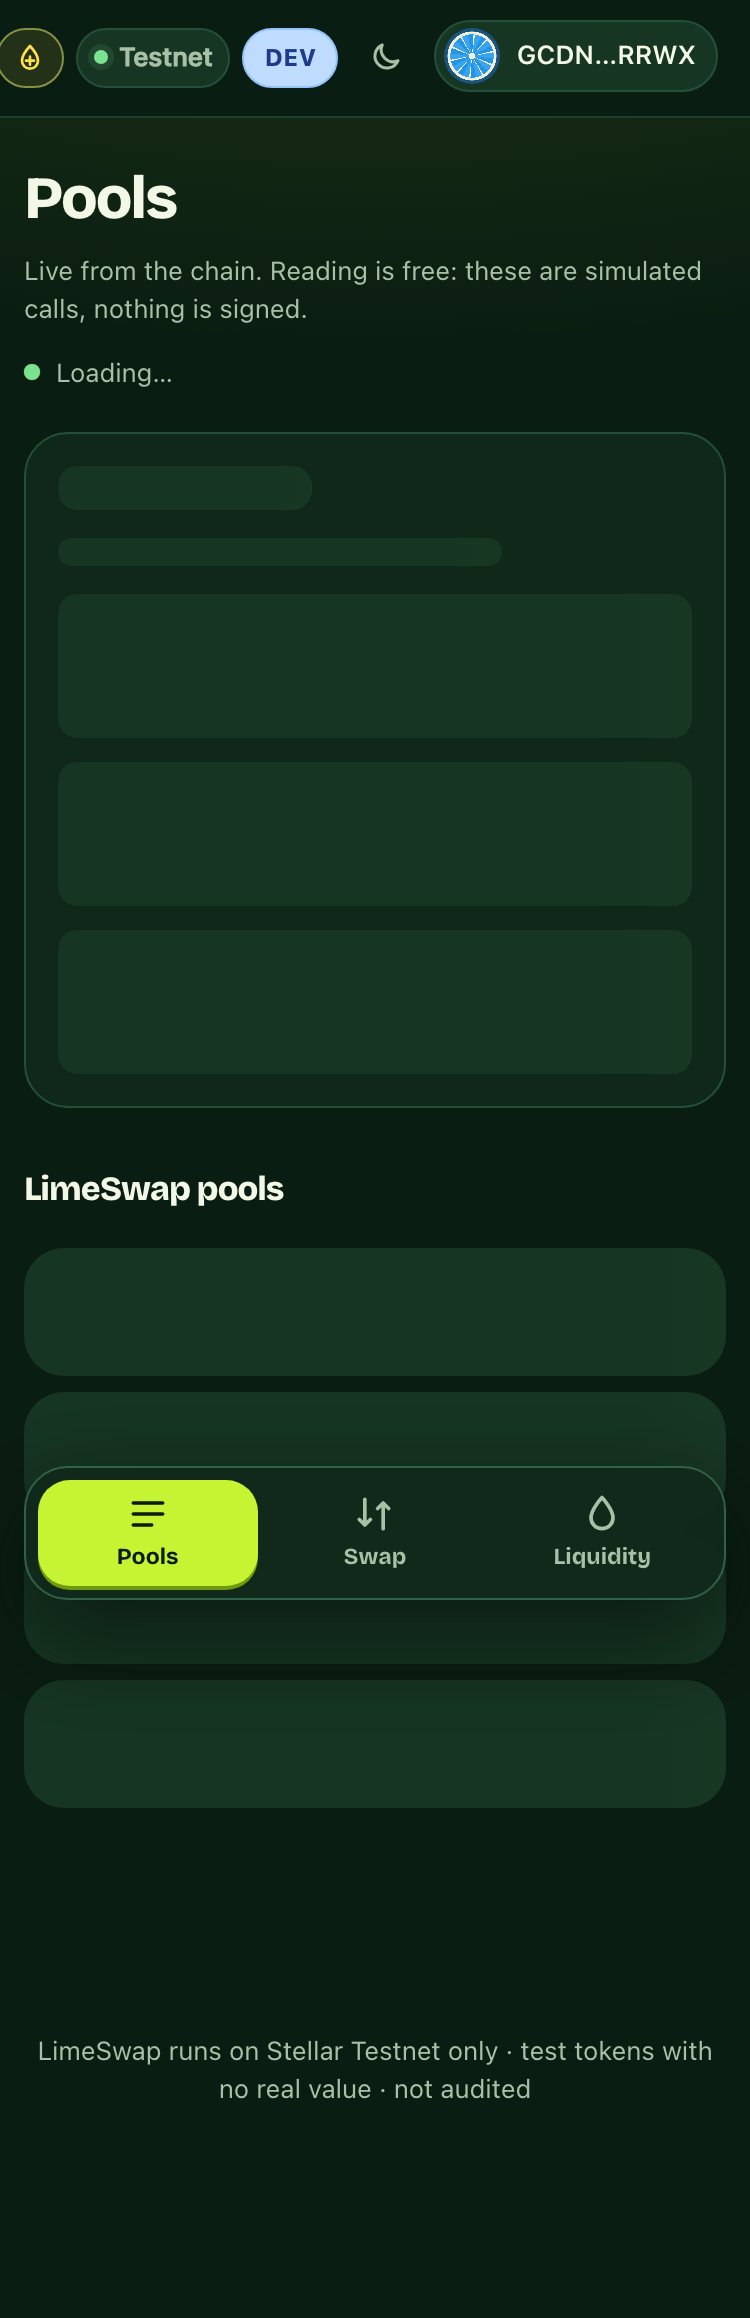 Testnet DEV GCDN...RRWX
Pools
Live from the chain. Reading is free: these are simulated
calls, nothing is signed.
Loading...
LimeSwap pools
Pools Swap Liquidity
LimeSwap runs on Stellar Testnet only · test tokens with
no real value · not audited